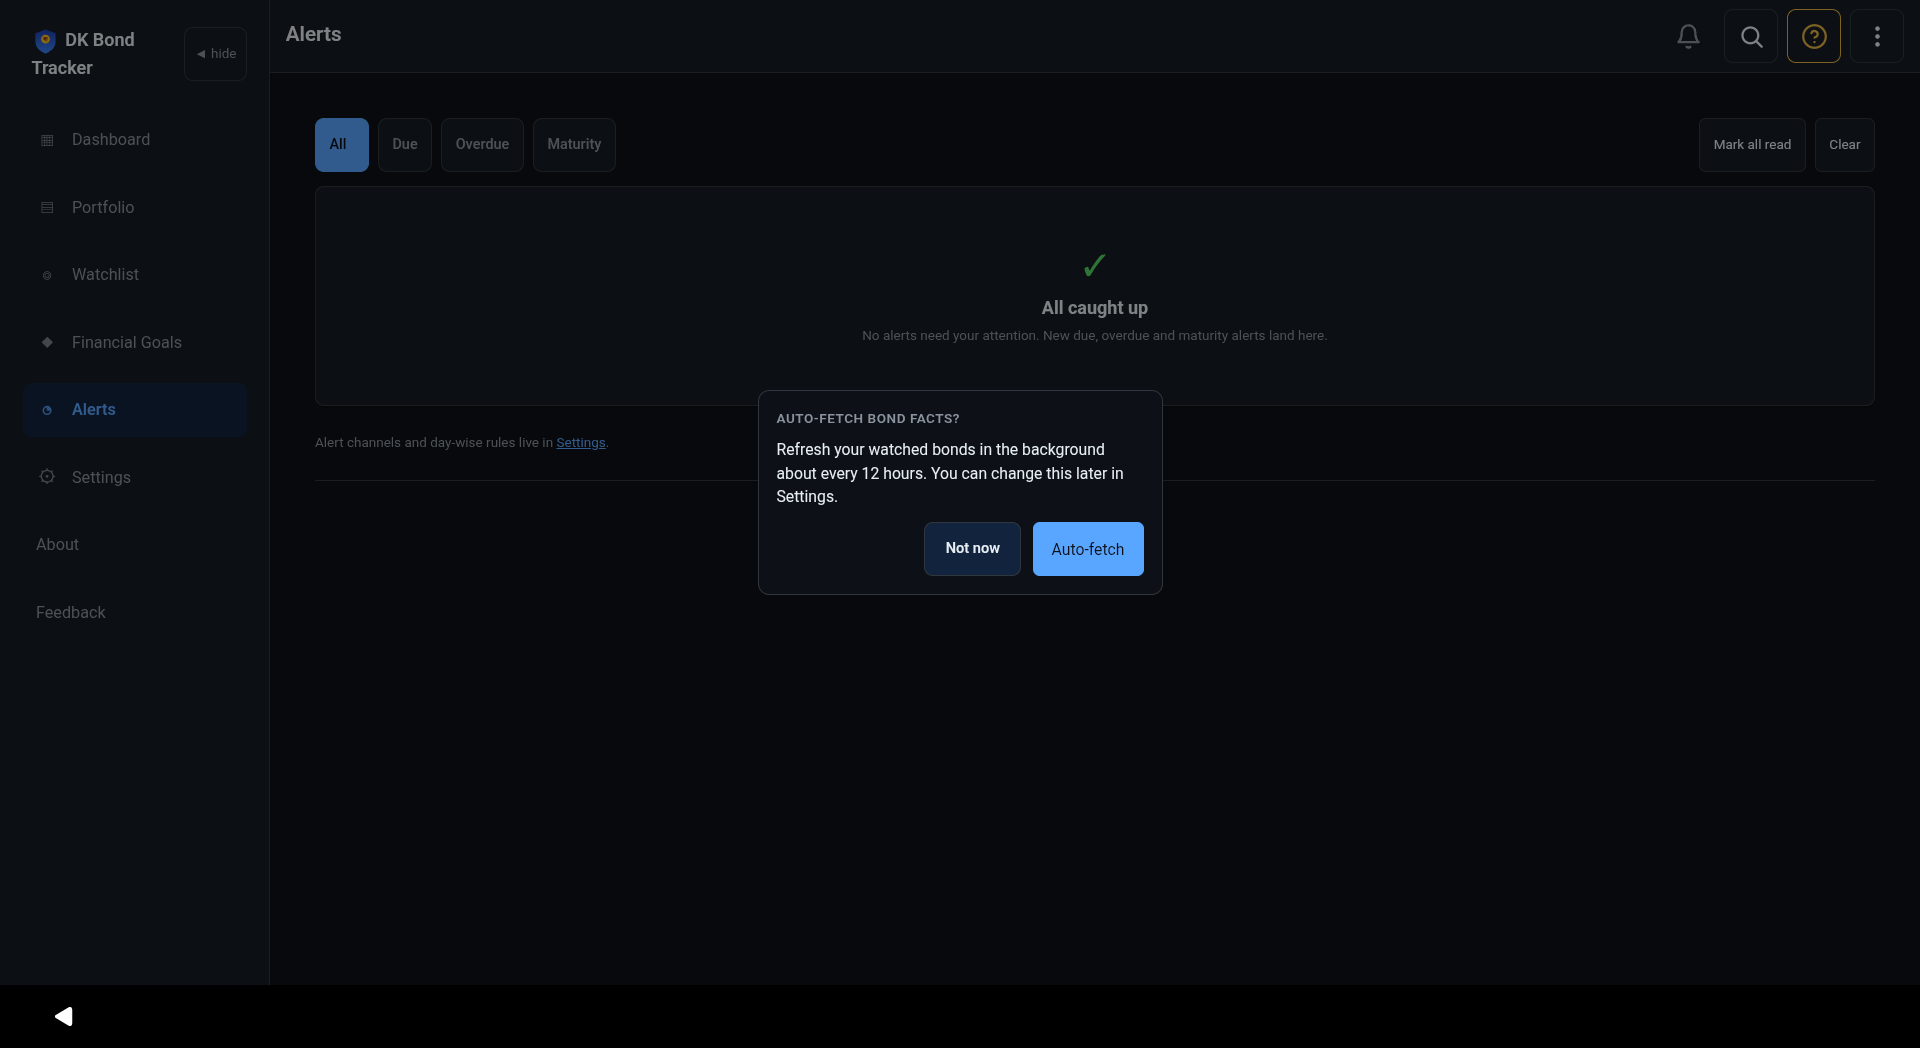 DK Bond
Tracker
◄ hide
Dashboard
Portfolio
Watchlist
Financial Goals
Alerts
Settings
About
Feedback
Alerts
All
Due
Overdue
Maturity
Mark all read
Clear
All caught up
No alerts need your attention. New due, overdue and maturity alerts land here.
Alert channels and day-wise rules live in Settings.
AUTO-FETCH BOND FACTS?
Refresh your watched bonds in the background
about every 12 hours. You can change this later in
Settings.
Not now
Auto-fetch